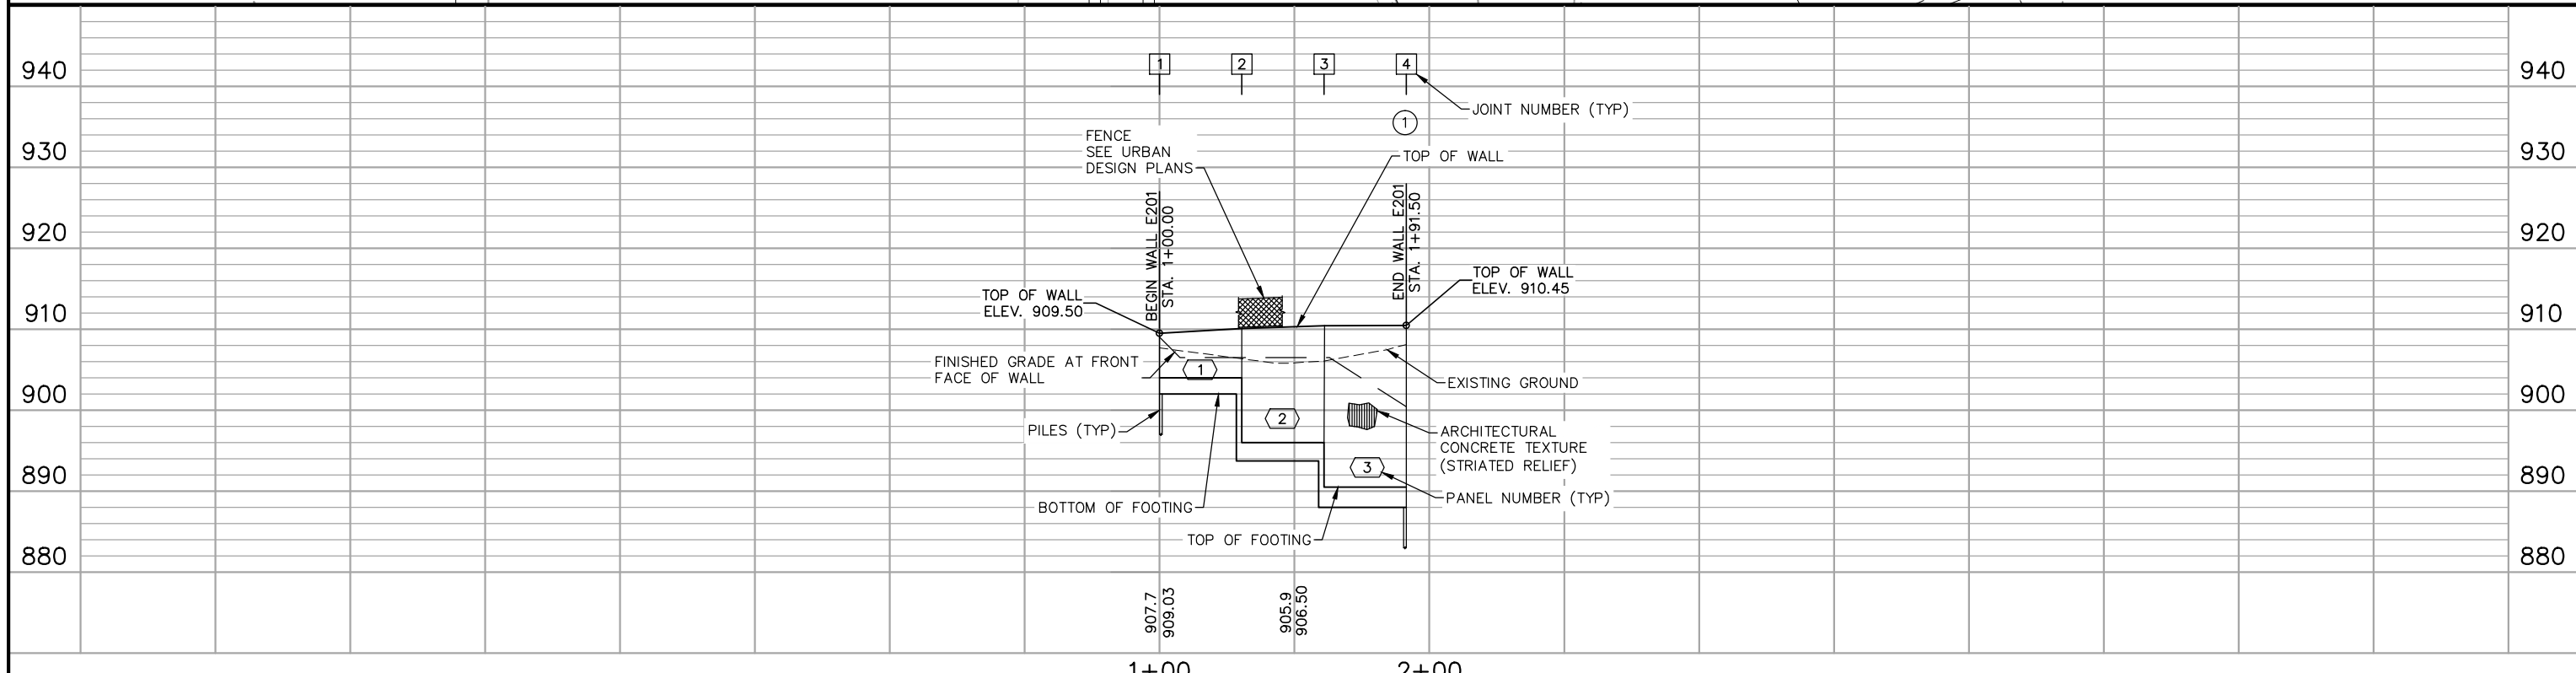 940
1
2
3
4
940
JOINT NUMBER (TYP)
1
FENCE
SEE URBAN
DESIGN PLANS
930
TOP OF WALL
930
BEGIN WALL E201
STA. 1+00.00
END WALL E201
STA. 1+91.50
920
920
TOP OF WALL
ELEV. 910.45
TOP OF WALL
ELEV. 909.50
910
910
FINISHED GRADE AT FRONT
FACE OF WALL
1
EXISTING GROUND
900
900
2
PILES (TYP)
ARCHITECTURAL
CONCRETE TEXTURE
(STRIATED RELIEF)
3
890
890
PANEL NUMBER (TYP)
BOTTOM OF FOOTING
TOP OF FOOTING
880
880
907.7
909.03
905.9
906.50
1+00
2+00